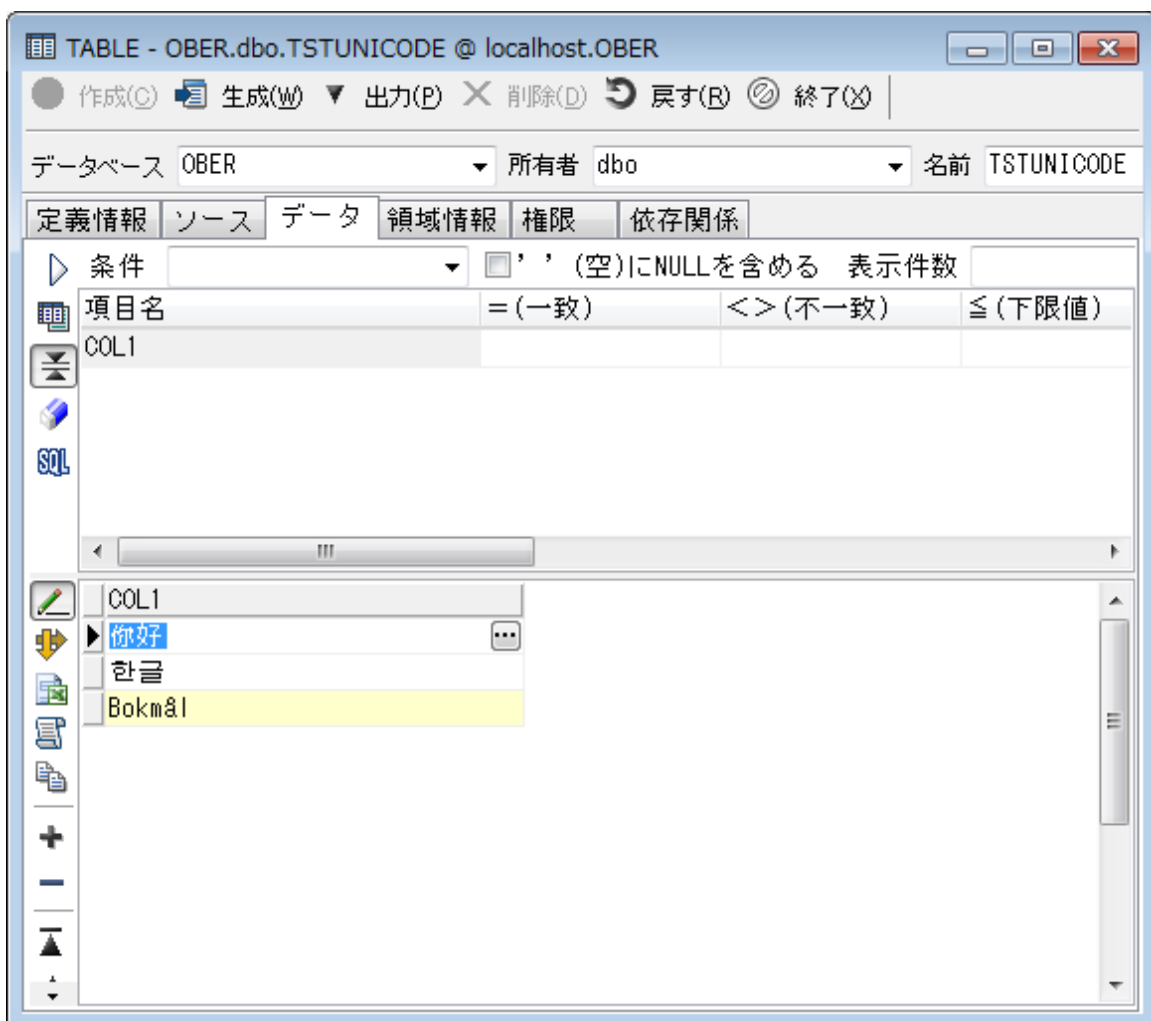 TABLE - OBER.dbo.TSTUNICODE @ localhost.OBER
作成(C) 生成(W) ▼ 出力(P) 削除(D) 戻す(R) 終了(X)
データベース OBER 所有者 dbo 名前 TSTUNICODE
定義情報 ソース データ 領域情報 権限 依存関係
条件 ' ' (空)にNULLを含める 表示件数
項目名 =(一致) <>(不一致) ≦(下限値)
COL1
SQL
COL1
你好
한글
Bokmål